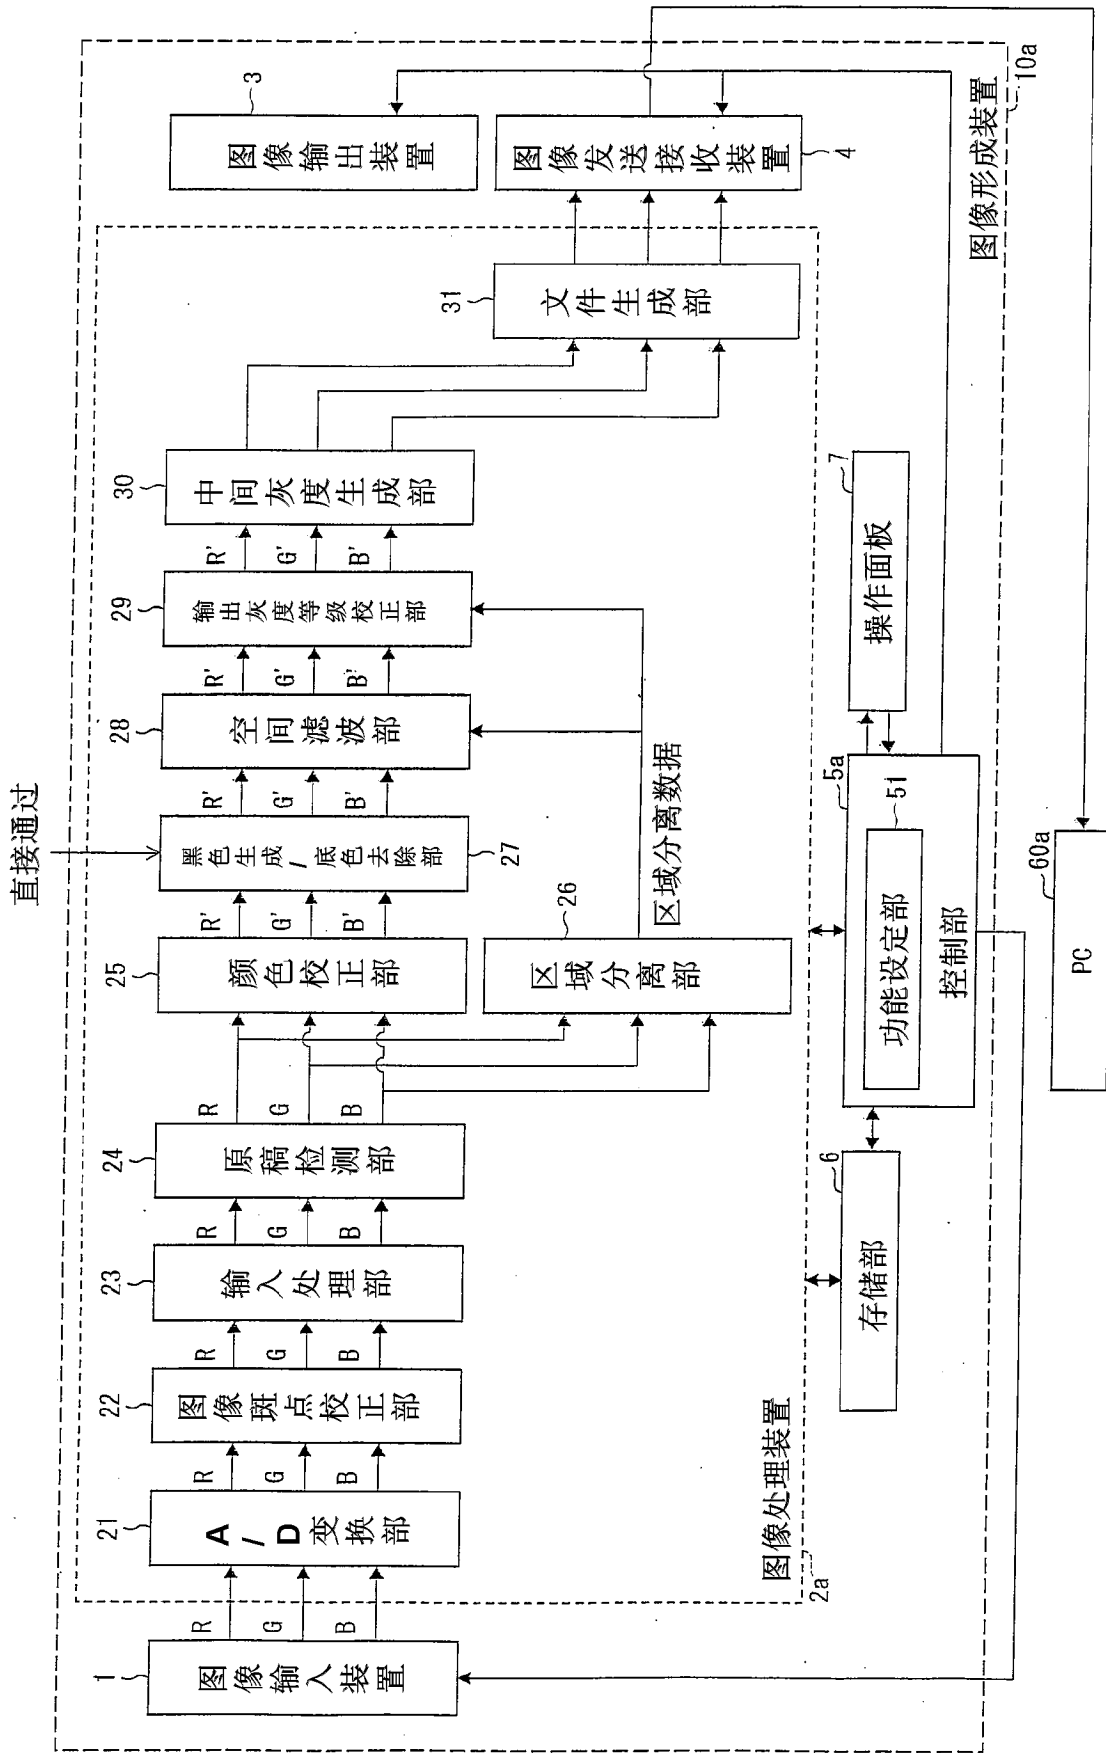 直接通过
1
图像输入装置
R
G
B
21
A/D变换部
R
G
B
22
图像斑点校正部
R
G
B
23
输入处理部
R
G
B
24
原稿检测部
R
G
B
25
颜色校正部
R'
G'
B'
黑色生成/底色去除部
27
R'
G'
B'
28
空间滤波部
R'
G'
B'
29
输出灰度等级校正部
R'
G'
B'
30
中间灰度生成部
31
文件生成部
3
图像输出装置
图像发送接收装置
4
26
区域分离部
区域分离数据
图像处理装置
2a
6
存储部
5a
51
功能设定部
控制部
7
操作面板
图像形成装置
10a
60a
PC